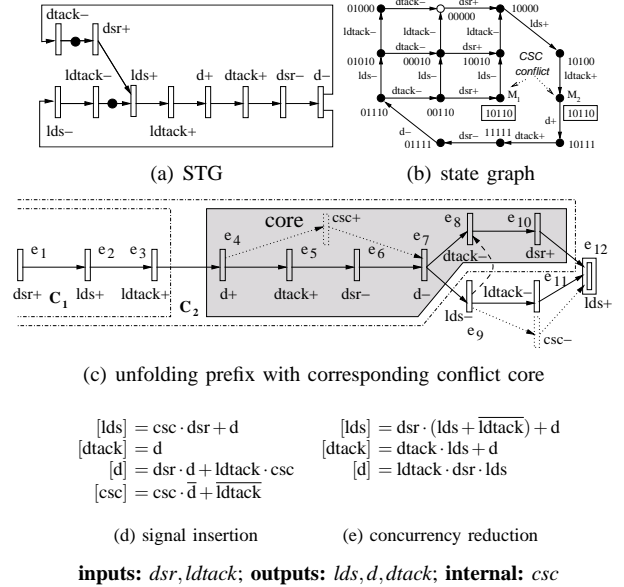 dtack−
dsr+
ldtack−
lds+
d+
dtack+
dsr−
d−
lds−
ldtack+
(a) STG
01000
dtack−
00000
dsr+
10000
lds+
ldtack−
ldtack−
ldtack−
01010
dtack−
00010
dsr+
10010
CSC
conflict
10100
ldtack+
lds−
lds−
lds−
01110
dtack−
00110
dsr+
M1
10110
M2
10110
d−
d+
01111
dsr−
11111
dtack+
10111
(b) state graph
core
csc+
e1
e2
e3
e4
e5
e6
e7
e8
e10
e12
dsr+
lds+
ldtack+
d+
dtack+
dsr−
d−
dtack−
dsr+
lds+
C1
C2
ldtack−
e11
lds−
e9
csc−
(c) unfolding prefix with corresponding conflict core
[lds] = csc · dsr + d
[dtack] = d
[d] = dsr · d + ldtack · csc
[csc] = csc · d̅ + l̅d̅t̅a̅c̅k̅
(d) signal insertion
[lds] = dsr · (lds + l̅d̅t̅a̅c̅k̅) + d
[dtack] = dtack · lds + d
[d] = ldtack · dsr · lds
(e) concurrency reduction
inputs: dsr, ldtack; outputs: lds, d, dtack; internal: csc